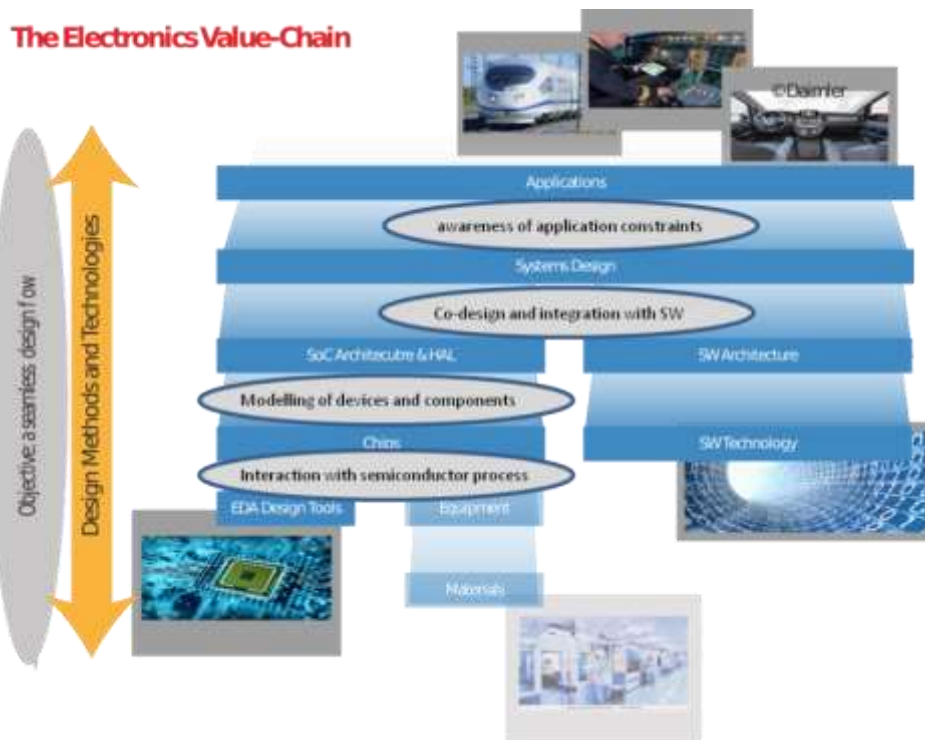 The Electronics Value-Chain
©Daimler
Applications
awareness of application constraints
Systems Design
Co-design and integration with SW
SoC Architecutre & HAL
SW Architecture
Modelling of devices and components
Chips
SW Technology
Interaction with semiconductor process
EDA Design Tools
Equipment
Materials
Objective, a seamless design flow
Design Methods and Technologies